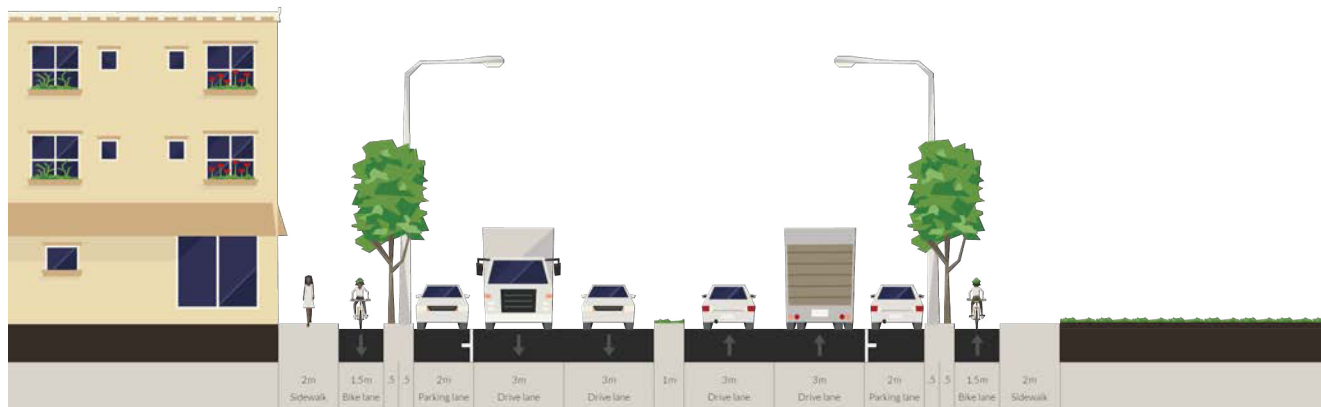 2m
Sidewalk
1.5m
Bike lane
.5
.5
2m
Parking lane
3m
Drive lane
3m
Drive lane
1m
3m
Drive lane
3m
Drive lane
2m
Parking lane
.5
.5
1.5m
Bike lane
2m
Sidewalk